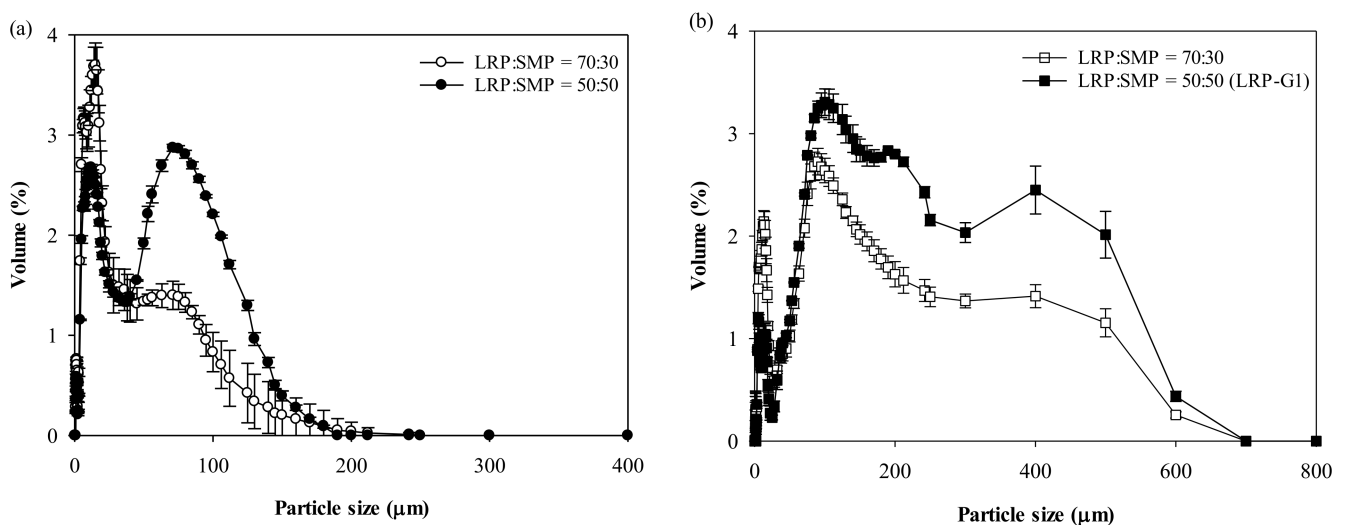 (a)
4
3
2
1
0
Volume (%)
LRP:SMP = 70:30
LRP:SMP = 50:50
0 100 200 300 400
Particle size (μm)
(b)
4
3
2
1
0
Volume (%)
LRP:SMP = 70:30
LRP:SMP = 50:50 (LRP-G1)
0 200 400 600 800
Particle size (μm)